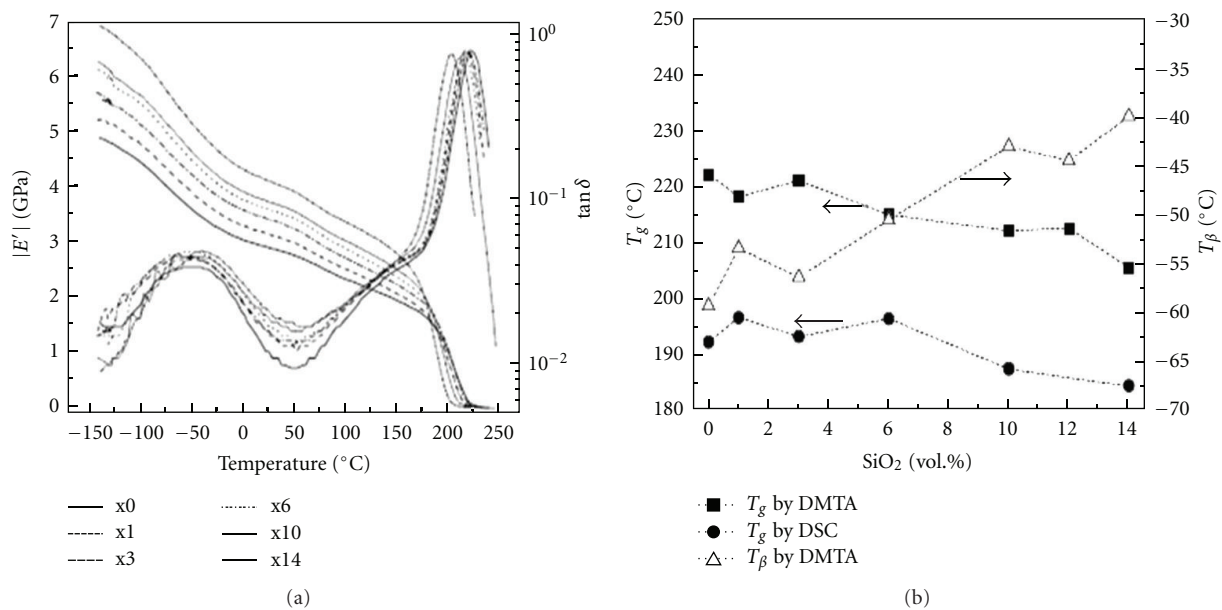 7
6
5
4
3
2
1
0
|E′| (GPa)
10⁰
10⁻¹
10⁻²
tan δ
−150 −100 −50 0 50 100 150 200 250
Temperature (°C)
x0
x1
x3
x6
x10
x14
(a)
250
240
230
220
210
200
190
180
T_g (°C)
−30
−35
−40
−45
−50
−55
−60
−65
−70
T_β (°C)
0 2 4 6 8 10 12 14
SiO₂ (vol.%)
T_g by DMTA
T_g by DSC
T_β by DMTA
(b)